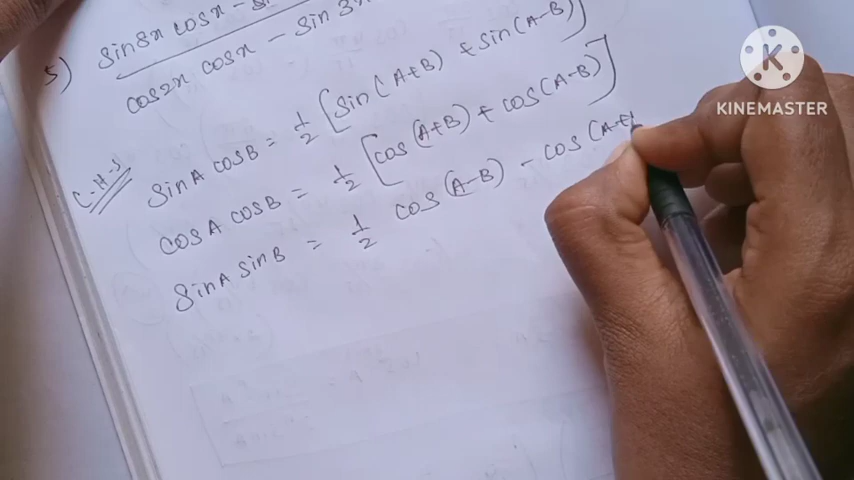 5) sin8x cosx -
cos2x cosx - sin3x
sinA cosB = 1/2 [sin(A+B) + sin(A-B)]
L.H.S cosA cosB = 1/2 [cos(A+B) + cos(A-B)]
sinA sinB = 1/2 cos(A-B) - cos(A+
KINEMASTER